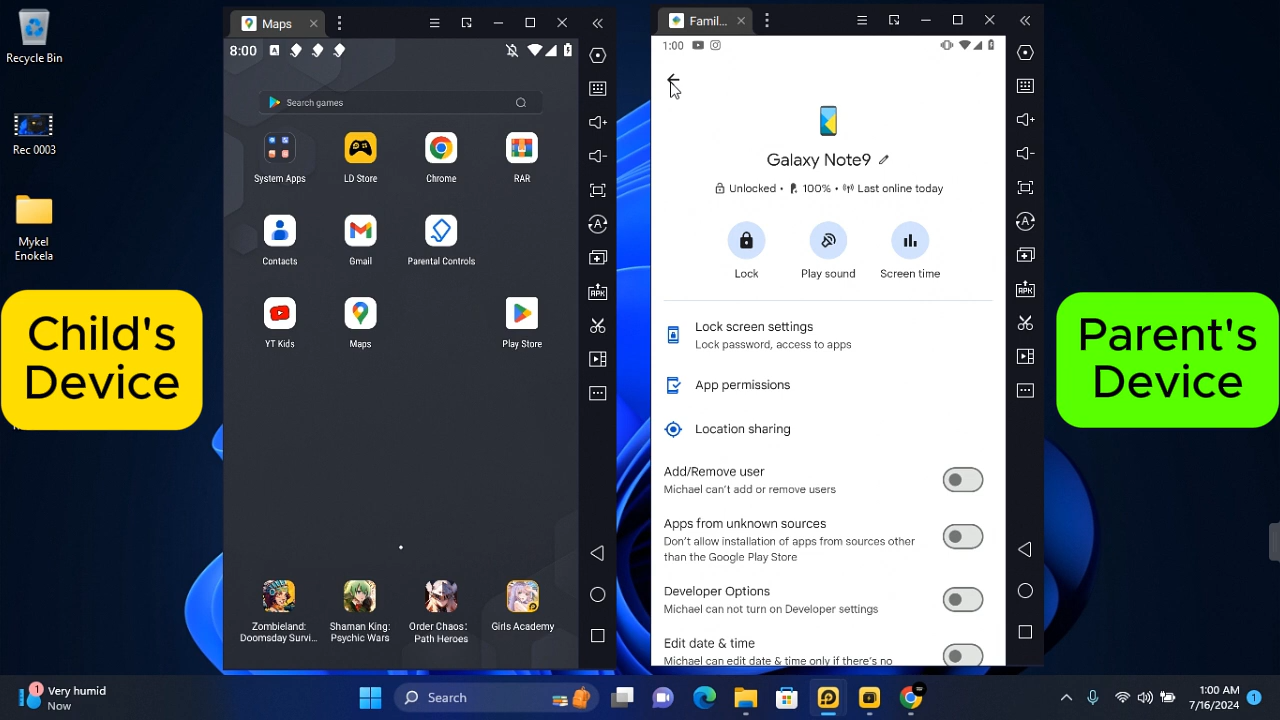 Recycle Bin
Rec 0003
Mykel
Enokela
Child's
Device
Maps
8:00
A
Search games
System Apps
LD Store
Chrome
RAR
Contacts
Gmail
Parental Controls
YT Kids
Maps
Play Store
Zombieland:
Doomsday Survi...
Shaman King:
Psychic Wars
Order Chaos:
Path Heroes
Girls Academy
Famil...
1:00
Galaxy Note9
Unlocked • 100% • Last online today
Lock
Play sound
Screen time
Lock screen settings
Lock password, access to apps
App permissions
Location sharing
Add/Remove user
Michael can't add or remove users
Apps from unknown sources
Don't allow installation of apps from sources other
than the Google Play Store
Developer Options
Michael can not turn on Developer settings
Edit date & time
Michael can edit date & time only if there's no
Parent's
Device
1
Very humid
Now
Search
1:00 AM
7/16/2024
1